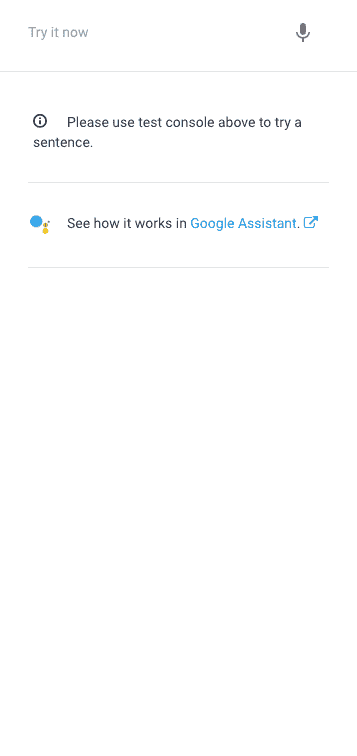 Try it now
Please use test console above to try a
sentence.
See how it works in Google Assistant.